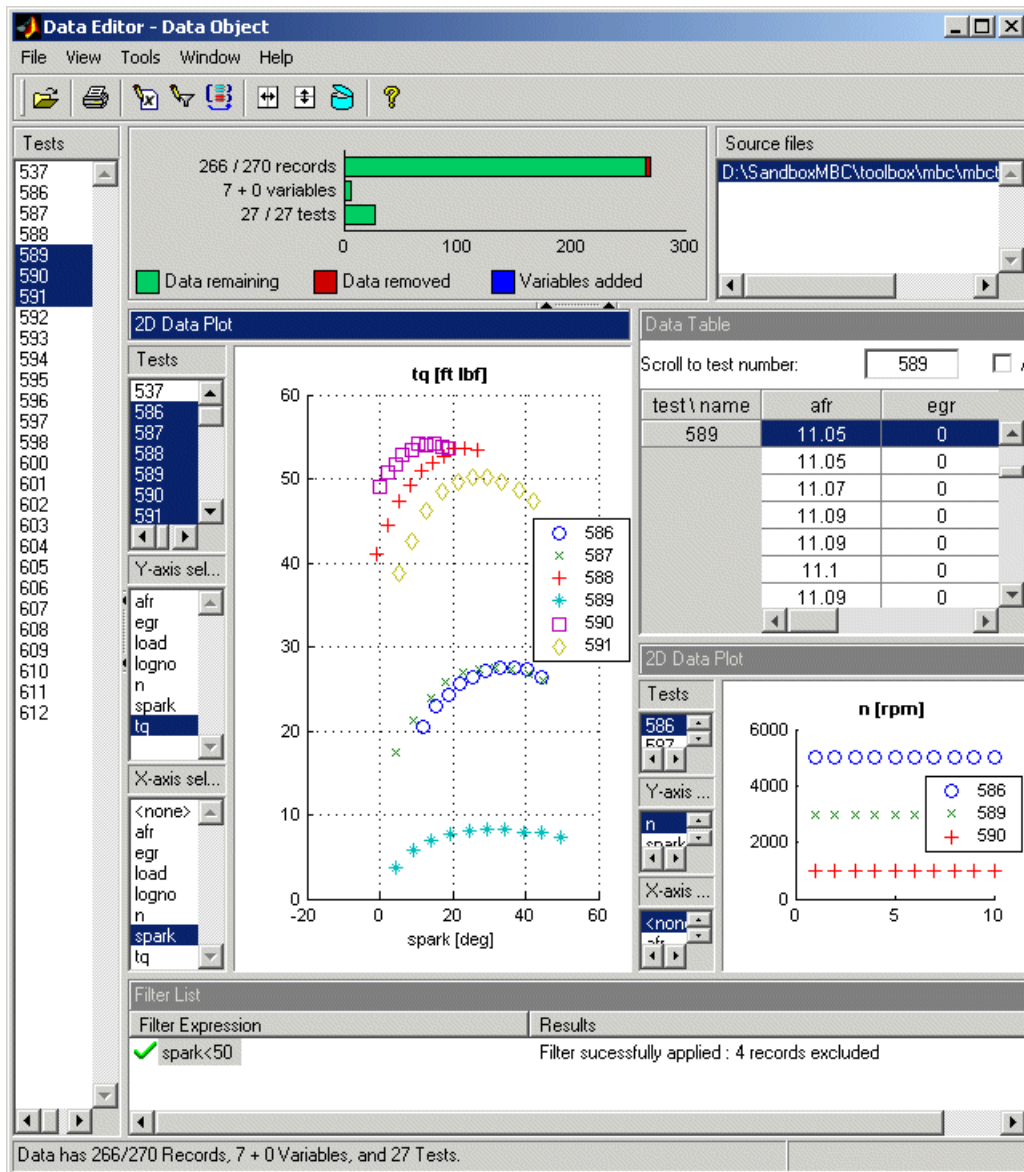 Data Editor - Data Object
File View Tools Window Help
Tests
537
586
587
588
589
590
591
592
593
594
595
596
597
598
600
601
602
603
604
605
606
607
608
609
610
611
612
266 / 270 records
7 + 0 variables
27 / 27 tests
0 100 200 300
Data remaining Data removed Variables added
Source files
D:\SandboxMBC\toolbox\mbc\mbct
2D Data Plot
Tests
537
586
587
588
589
590
591
Y-axis sel...
afr
egr
load
logno
n
spark
tq
X-axis sel...
<none>
afr
egr
load
logno
n
spark
tq
tq [ft lbf]
60
50
40
30
20
10
0
-20 0 20 40 60
spark [deg]
586
587
588
589
590
591
Data Table
Scroll to test number: 589
test \ name afr egr
589 11.05 0
11.05 0
11.07 0
11.09 0
11.09 0
11.1 0
11.09 0
2D Data Plot
Tests
586
587
Y-axis ...
n
spark
X-axis ...
<none
afr
n [rpm]
6000
4000
2000
0
0 5 10
586
589
590
Filter List
Filter Expression Results
spark<50 Filter sucessfully applied : 4 records excluded
Data has 266/270 Records, 7 + 0 Variables, and 27 Tests.